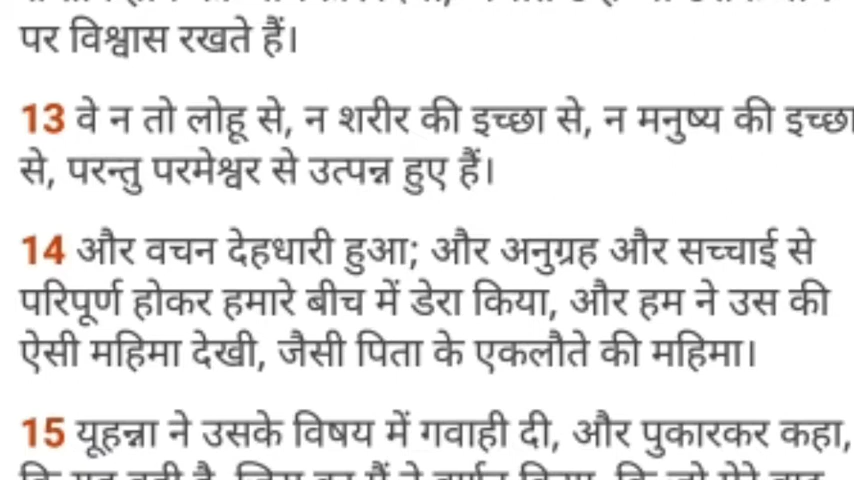 पर विश्वास रखते हैं।
13 वे न तो लोहू से, न शरीर की इच्छा से, न मनुष्य की इच्छा
से, परन्तु परमेश्वर से उत्पन्न हुए हैं।
14 और वचन देहधारी हुआ; और अनुग्रह और सच्चाई से
परिपूर्ण होकर हमारे बीच में डेरा किया, और हम ने उस की
ऐसी महिमा देखी, जैसी पिता के एकलौते की महिमा।
15 यूहन्ना ने उसके विषय में गवाही दी, और पुकारकर कहा,